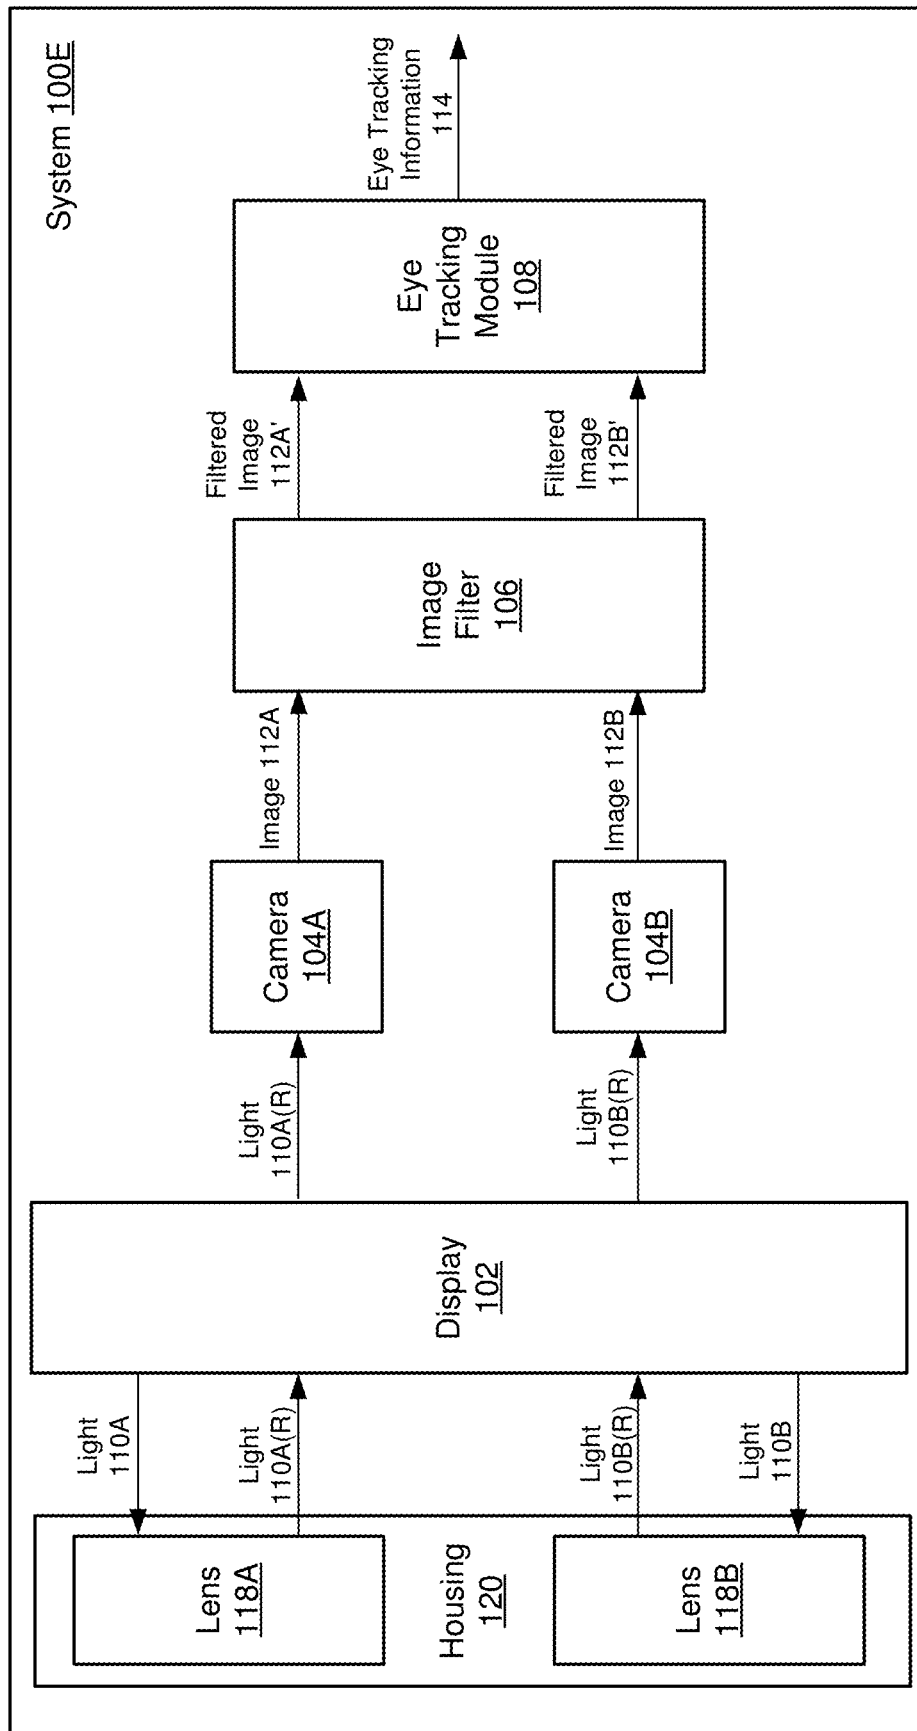 System 100E
Housing
120
Lens
118A
Lens
118B
Light
110A
Light
110A(R)
Light
110B(R)
Light
110B
Display
102
Light
110A(R)
Light
110B(R)
Camera
104A
Camera
104B
Image 112A
Image 112B
Image
Filter
106
Filtered
Image
112A'
Filtered
Image
112B'
Eye
Tracking
Module
108
Eye Tracking
Information
114